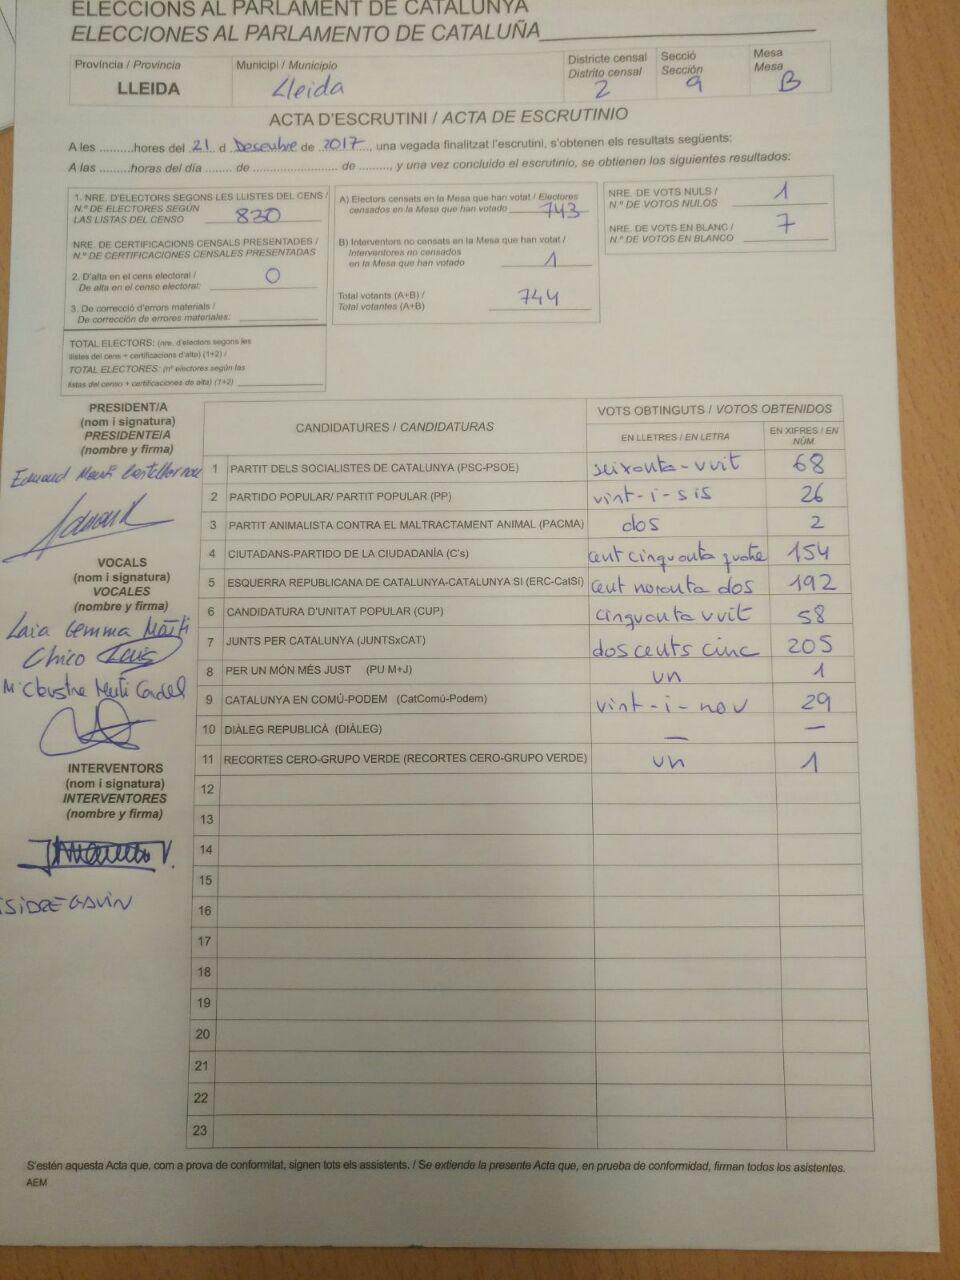 ELECCIONS AL PARLAMENT DE CATALUNYA
ELECCIONES AL PARLAMENTO DE CATALUÑA
Província / Provincia
LLEIDA
Municipi / Municipio
Lleida
Districte censal
Distrito censal
2
Secció
Sección
9
Mesa
Mesa
B
ACTA D'ESCRUTINI / ACTA DE ESCRUTINIO
A les ..........hores del 21 d Desembre de 2017, una vegada finalitzat l'escrutini, s'obtenen els resultats següents:
A las ..........horas del día ........ de .......................... de .........., y una vez concluido el escrutinio, se obtienen los siguientes resultados:
1. NRE. D'ELECTORS SEGONS LES LLISTES DEL CENS /
N.º DE ELECTORES SEGÚN
LAS LISTAS DEL CENSO 830
NRE. DE CERTIFICACIONS CENSALS PRESENTADES /
N.º DE CERTIFICACIONES CENSALES PRESENTADAS
2. D'alta en el cens electoral /
De alta en el censo electoral: 0
3. De correcció d'errors materials /
De corrección de errores materiales:
TOTAL ELECTORS: (nre. d'electors segons les
llistes del cens + certificacions d'alta) (1+2) /
TOTAL ELECTORES: (nº electores según las
listas del censo + certificaciones de alta) (1+2)
A) Electors censats en la Mesa que han votat / Electores
censados en la Mesa que han votado 743
B) Interventors no censats en la Mesa que han votat /
Interventores no censados
en la Mesa que han votado 1
Total votants (A+B) /
Total votantes (A+B) 744
NRE. DE VOTS NULS /
N.º DE VOTOS NULOS 1
NRE. DE VOTS EN BLANC /
N.º DE VOTOS EN BLANCO 7
PRESIDENT/A
(nom i signatura)
PRESIDENTE/A
(nombre y firma)
Eduard
VOCALS
(nom i signatura)
VOCALES
(nombre y firma)
Laia Gemma Martí
Chico
INTERVENTORS
(nom i signatura)
INTERVENTORES
(nombre y firma)
ISIDRE GAVÍN
CANDIDATURES / CANDIDATURAS
VOTS OBTINGUTS / VOTOS OBTENIDOS
EN LLETRES / EN LETRA
EN XIFRES / EN NÚM.
1 PARTIT DELS SOCIALISTES DE CATALUNYA (PSC-PSOE) seixanta-vuit 68
2 PARTIDO POPULAR/ PARTIT POPULAR (PP) vint-i-sis 26
3 PARTIT ANIMALISTA CONTRA EL MALTRACTAMENT ANIMAL (PACMA) dos 2
4 CIUTADANS-PARTIDO DE LA CIUDADANÍA (C's) cent cinquanta quatre 154
5 ESQUERRA REPUBLICANA DE CATALUNYA-CATALUNYA SI (ERC-CatSí) cent noranta dos 192
6 CANDIDATURA D'UNITAT POPULAR (CUP) cinquanta vuit 58
7 JUNTS PER CATALUNYA (JUNTSxCAT) dos cents cinc 205
8 PER UN MÓN MÉS JUST (PU M+J) un 1
9 CATALUNYA EN COMÚ-PODEM (CatComú-Podem) vint-i-nou 29
10 DIÀLEG REPUBLICÀ (DIÀLEG) — —
11 RECORTES CERO-GRUPO VERDE (RECORTES CERO-GRUPO VERDE) un 1
12
13
14
15
16
17
18
19
20
21
22
23
S'estén aquesta Acta que, com a prova de conformitat, signen tots els assistents. / Se extiende la presente Acta que, en prueba de conformidad, firman todos los asistentes.
AEM